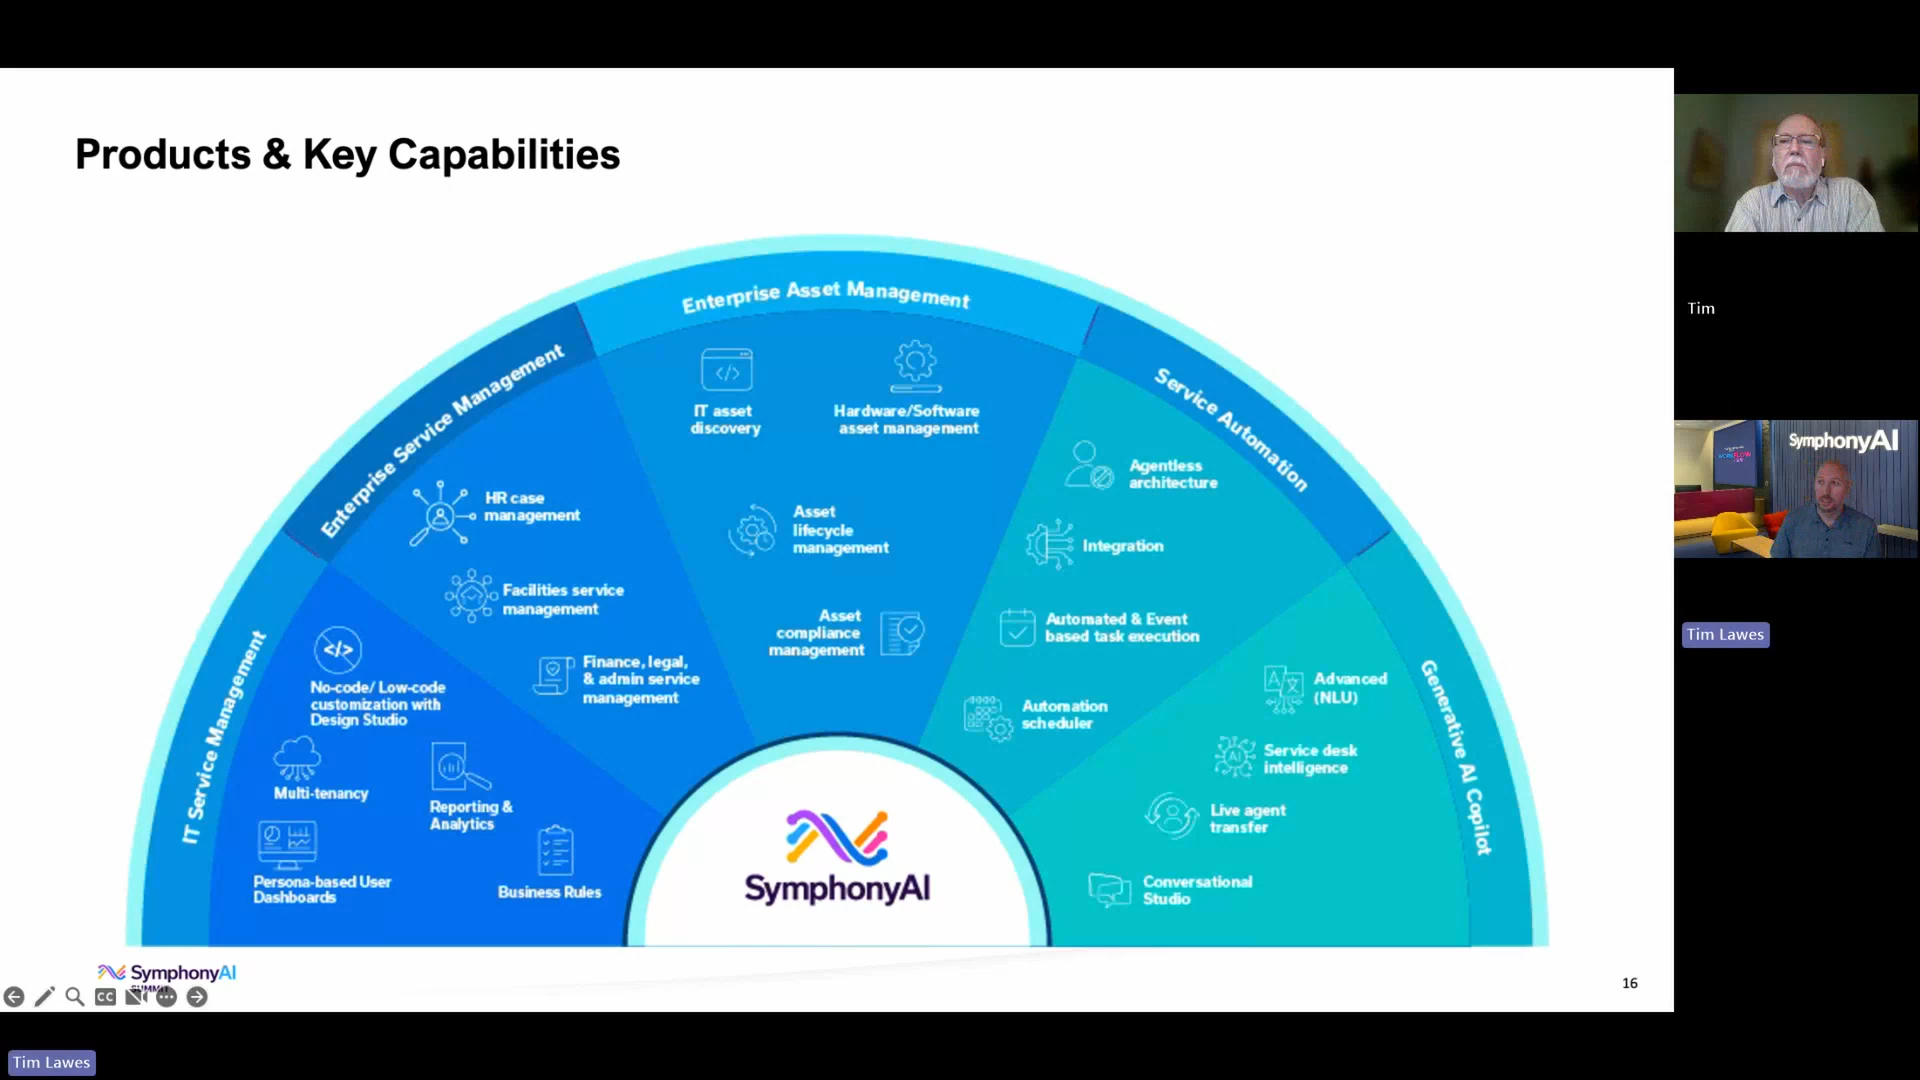 Products & Key Capabilities
Enterprise Asset Management
Enterprise Service Management
Service Automation
IT Service Management
Generative AI Copilot
IT asset
discovery
Hardware/Software
asset management
Asset
lifecycle
management
Asset
compliance
management
HR case
management
Facilities service
management
Finance, legal,
& admin service
management
Agentless
architecture
Integration
Automated & Event
based task execution
Automation
scheduler
No-code/ Low-code
customization with
Design Studio
Multi-tenancy
Reporting &
Analytics
Persona-based User
Dashboards
Business Rules
Advanced
(NLU)
Service desk
intelligence
Live agent
transfer
Conversational
Studio
SymphonyAI
SymphonyAI
SUMMIT
CC
16
Tim
SymphonyAI
WORKFLOW
Tim Lawes
Tim Lawes